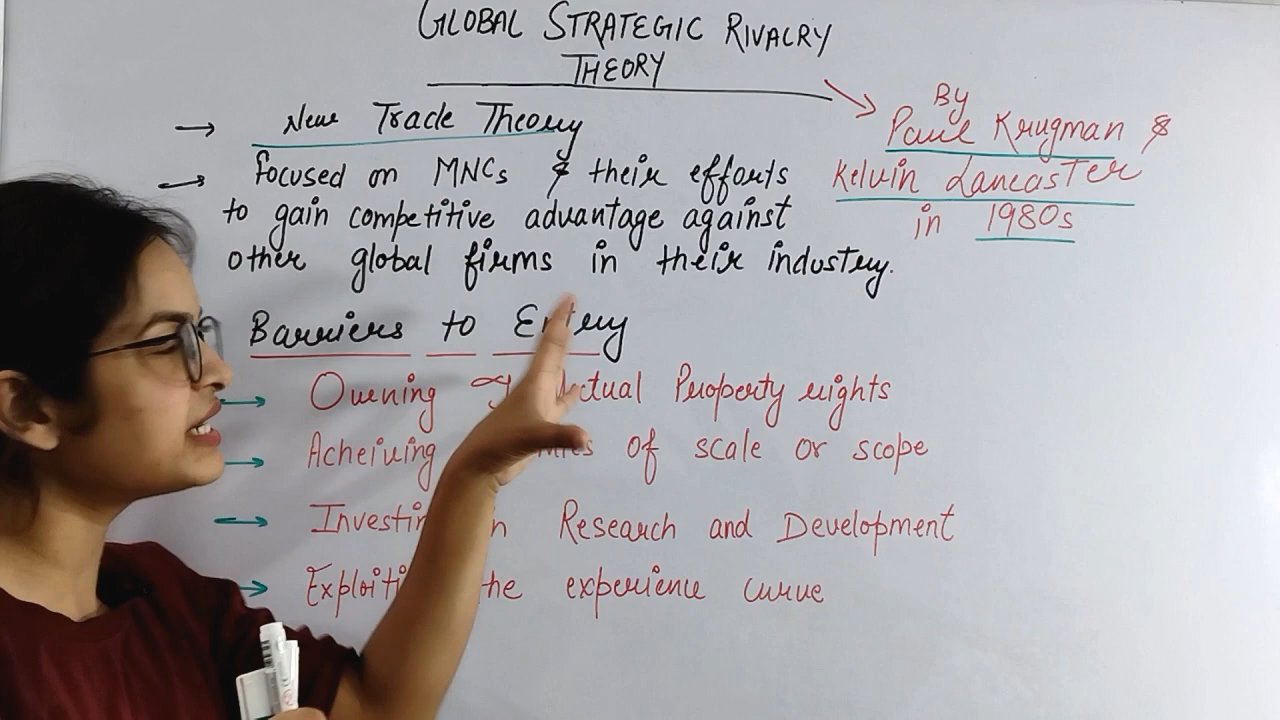 GLOBAL STRATEGIC RIVALRY
THEORY
→ New Trade Theory
→ focused on MNCs & their efforts
to gain competitive advantage against
other global firms in their industry.
By
Paul Krugman &
Kelvin Lancaster
in 1980s
Barriers to Entry
→ Owning Property rights
→ Acheiving of scale or scope
→ Research and Development
→ the experience curve